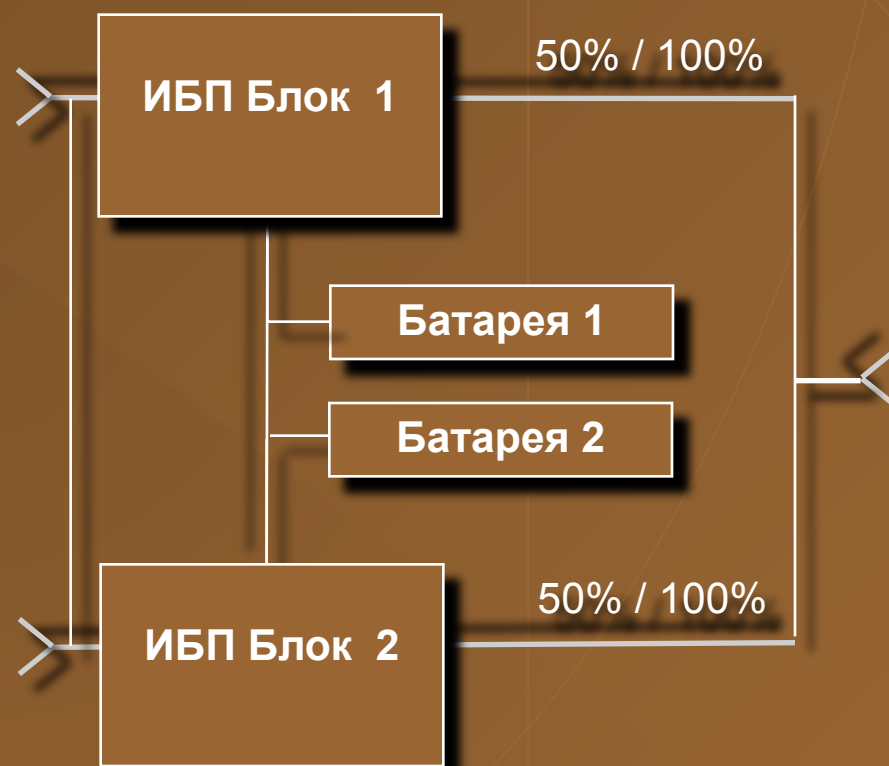 50% / 100%
ИБП Блок 1
Батарея 1
Батарея 2
50% / 100%
ИБП Блок 2